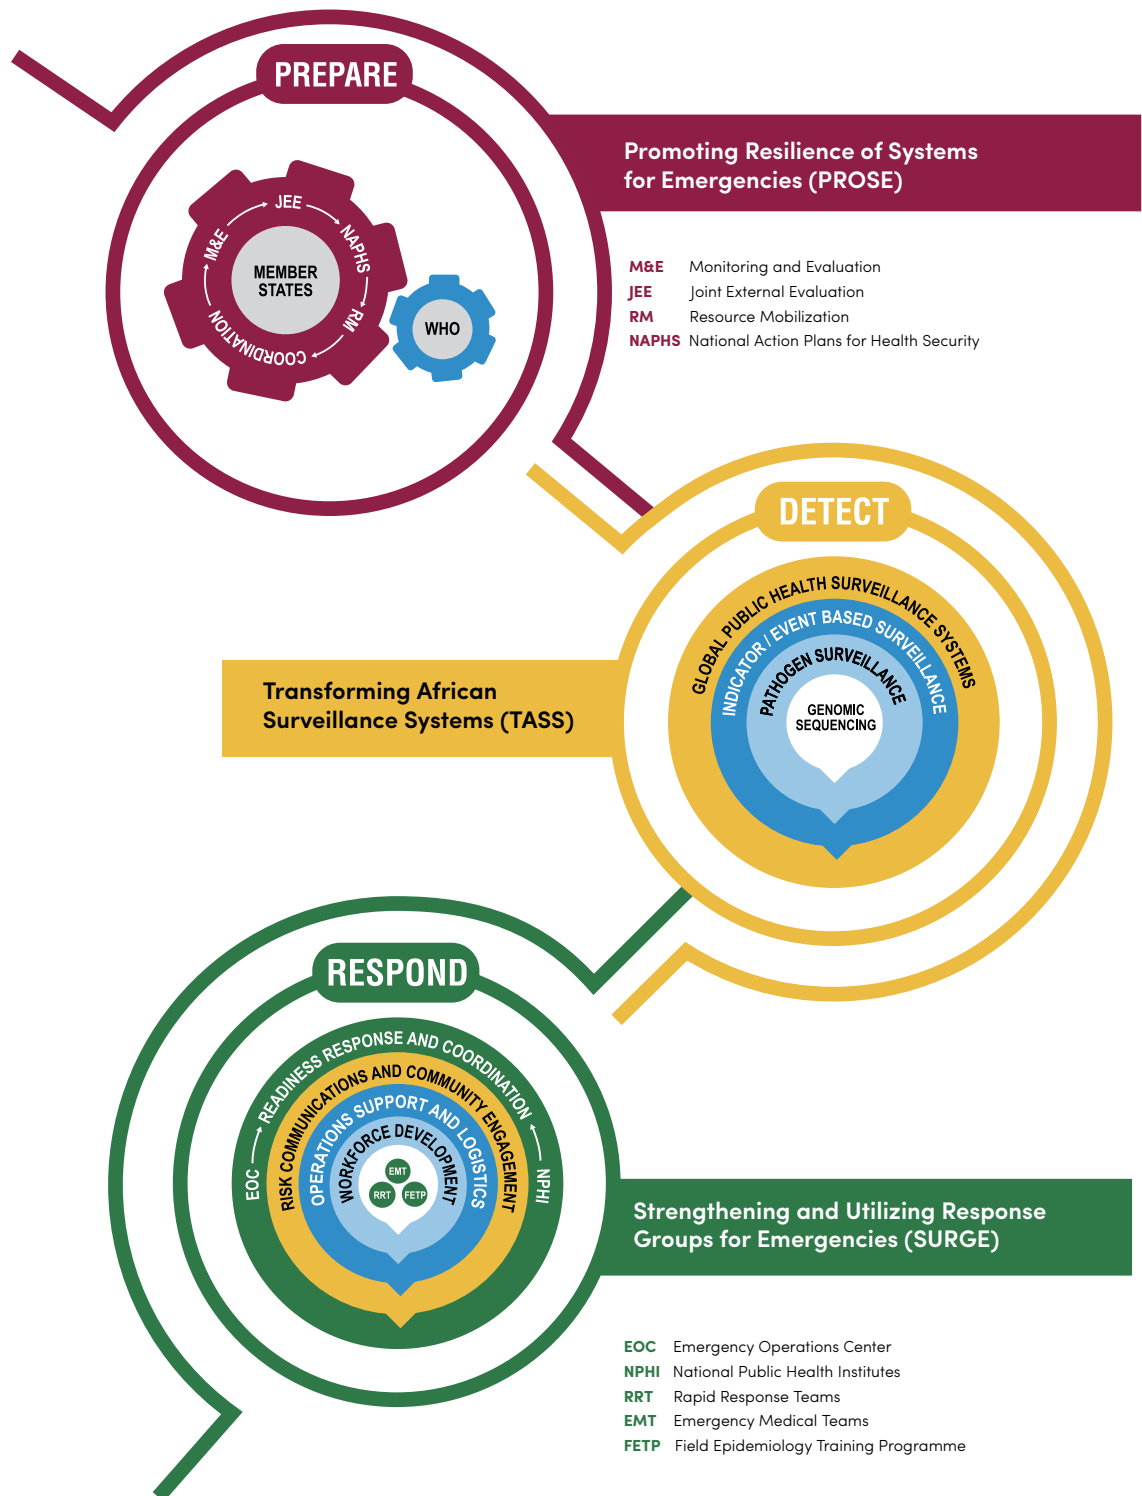 PREPARE
Promoting Resilience of Systems
for Emergencies (PROSE)
JEE
NAPHS
RM
COORDINATION
M&E
MEMBER
STATES
WHO
M&E Monitoring and Evaluation
JEE Joint External Evaluation
RM Resource Mobilization
NAPHS National Action Plans for Health Security
DETECT
GLOBAL PUBLIC HEALTH SURVEILLANCE SYSTEMS
INDICATOR / EVENT BASED SURVEILLANCE
PATHOGEN SURVEILLANCE
GENOMIC
SEQUENCING
Transforming African
Surveillance Systems (TASS)
RESPOND
EOC
READINESS RESPONSE AND COORDINATION
NPHI
RISK COMMUNICATIONS AND COMMUNITY ENGAGEMENT
OPERATIONS SUPPORT AND LOGISTICS
WORKFORCE DEVELOPMENT
EMT
RRT
FETP
Strengthening and Utilizing Response
Groups for Emergencies (SURGE)
EOC Emergency Operations Center
NPHI National Public Health Institutes
RRT Rapid Response Teams
EMT Emergency Medical Teams
FETP Field Epidemiology Training Programme